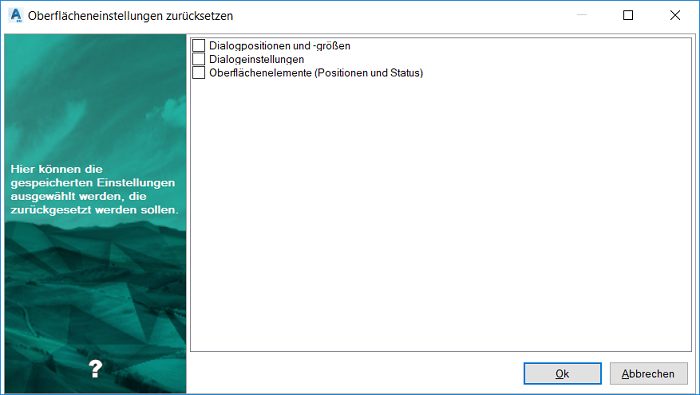 Oberflächeneinstellungen zurücksetzen
Dialogpositionen und -größen
Dialogeinstellungen
Oberflächenelemente (Positionen und Status)
Hier können die
gespeicherten Einstellungen
ausgewählt werden, die
zurückgesetzt werden sollen.
?
Ok
Abbrechen